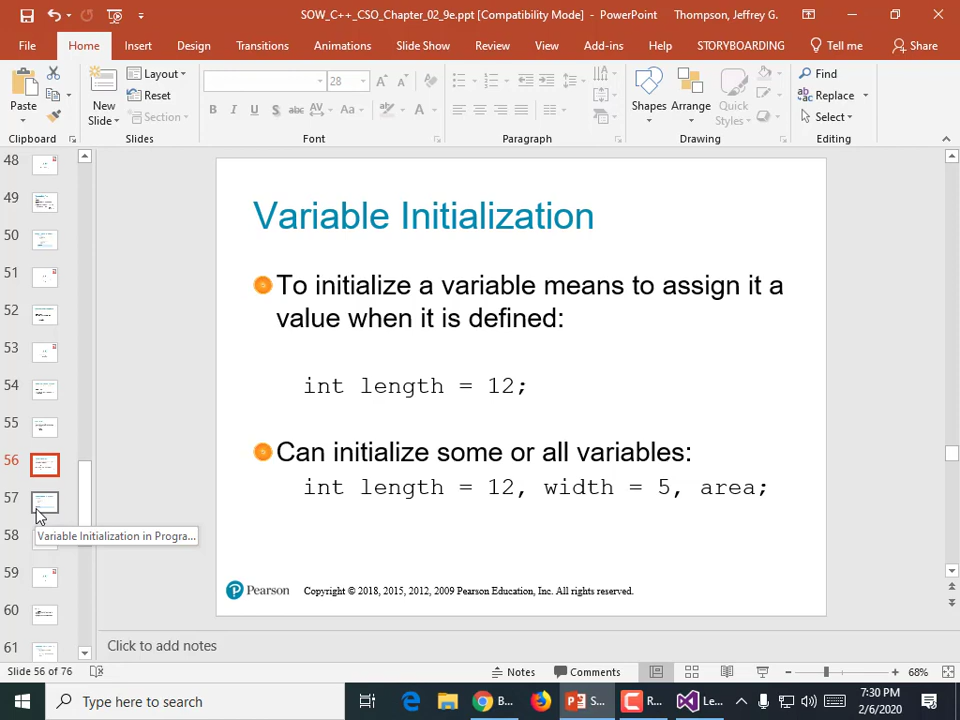 SOW_C++_CSO_Chapter_02_9e.ppt [Compatibility Mode] - PowerPoint
Thompson, Jeffrey G.
File Home Insert Design Transitions Animations Slide Show Review View Add-ins Help STORYBOARDING Tell me Share
Paste
New Slide
Layout
Reset
Section
28
B I U S abc AV Aa A
Shapes
Arrange
Quick Styles
Find
Replace
Select
Clipboard Slides Font Paragraph Drawing Editing
48
49
50
51
52
53
54
55
56
57
58
59
60
61
Variable Initialization in Progra...
Variable Initialization
To initialize a variable means to assign it a
value when it is defined:
int length = 12;
Can initialize some or all variables:
int length = 12, width = 5, area;
Pearson Copyright © 2018, 2015, 2012, 2009 Pearson Education, Inc. All rights reserved.
Click to add notes
Slide 56 of 76 Notes Comments 68%
Type here to search
B...
S...
R...
Le...
7:30 PM
2/6/2020